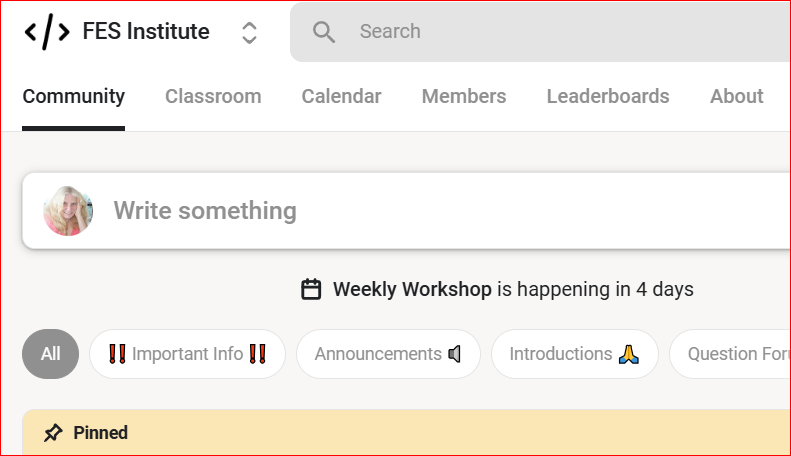 </> FES Institute
Search
Community Classroom Calendar Members Leaderboards About
Write something
Weekly Workshop is happening in 4 days
All ‼️ Important Info ‼️ Announcements 🔈 Introductions 🙏 Question Foru
Pinned